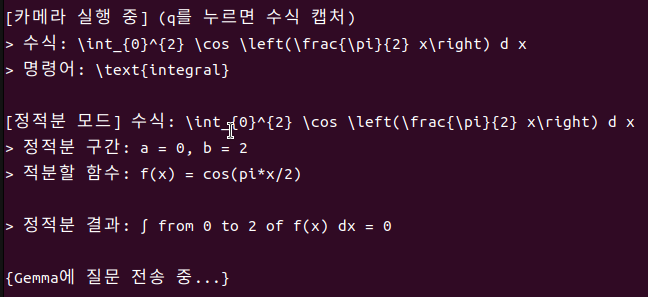 [카메라 실행 중] (q를 누르면 수식 캡처)
> 수식: \int_{0}^{2} \cos \left(\frac{\pi}{2} x\right) d x
> 명령어: \text{integral}
[정적분 모드] 수식: \int_{0}^{2} \cos \left(\frac{\pi}{2} x\right) d x
> 정적분 구간: a = 0, b = 2
> 적분할 함수: f(x) = cos(pi*x/2)
> 정적분 결과: ∫ from 0 to 2 of f(x) dx = 0
{Gemma에 질문 전송 중...}